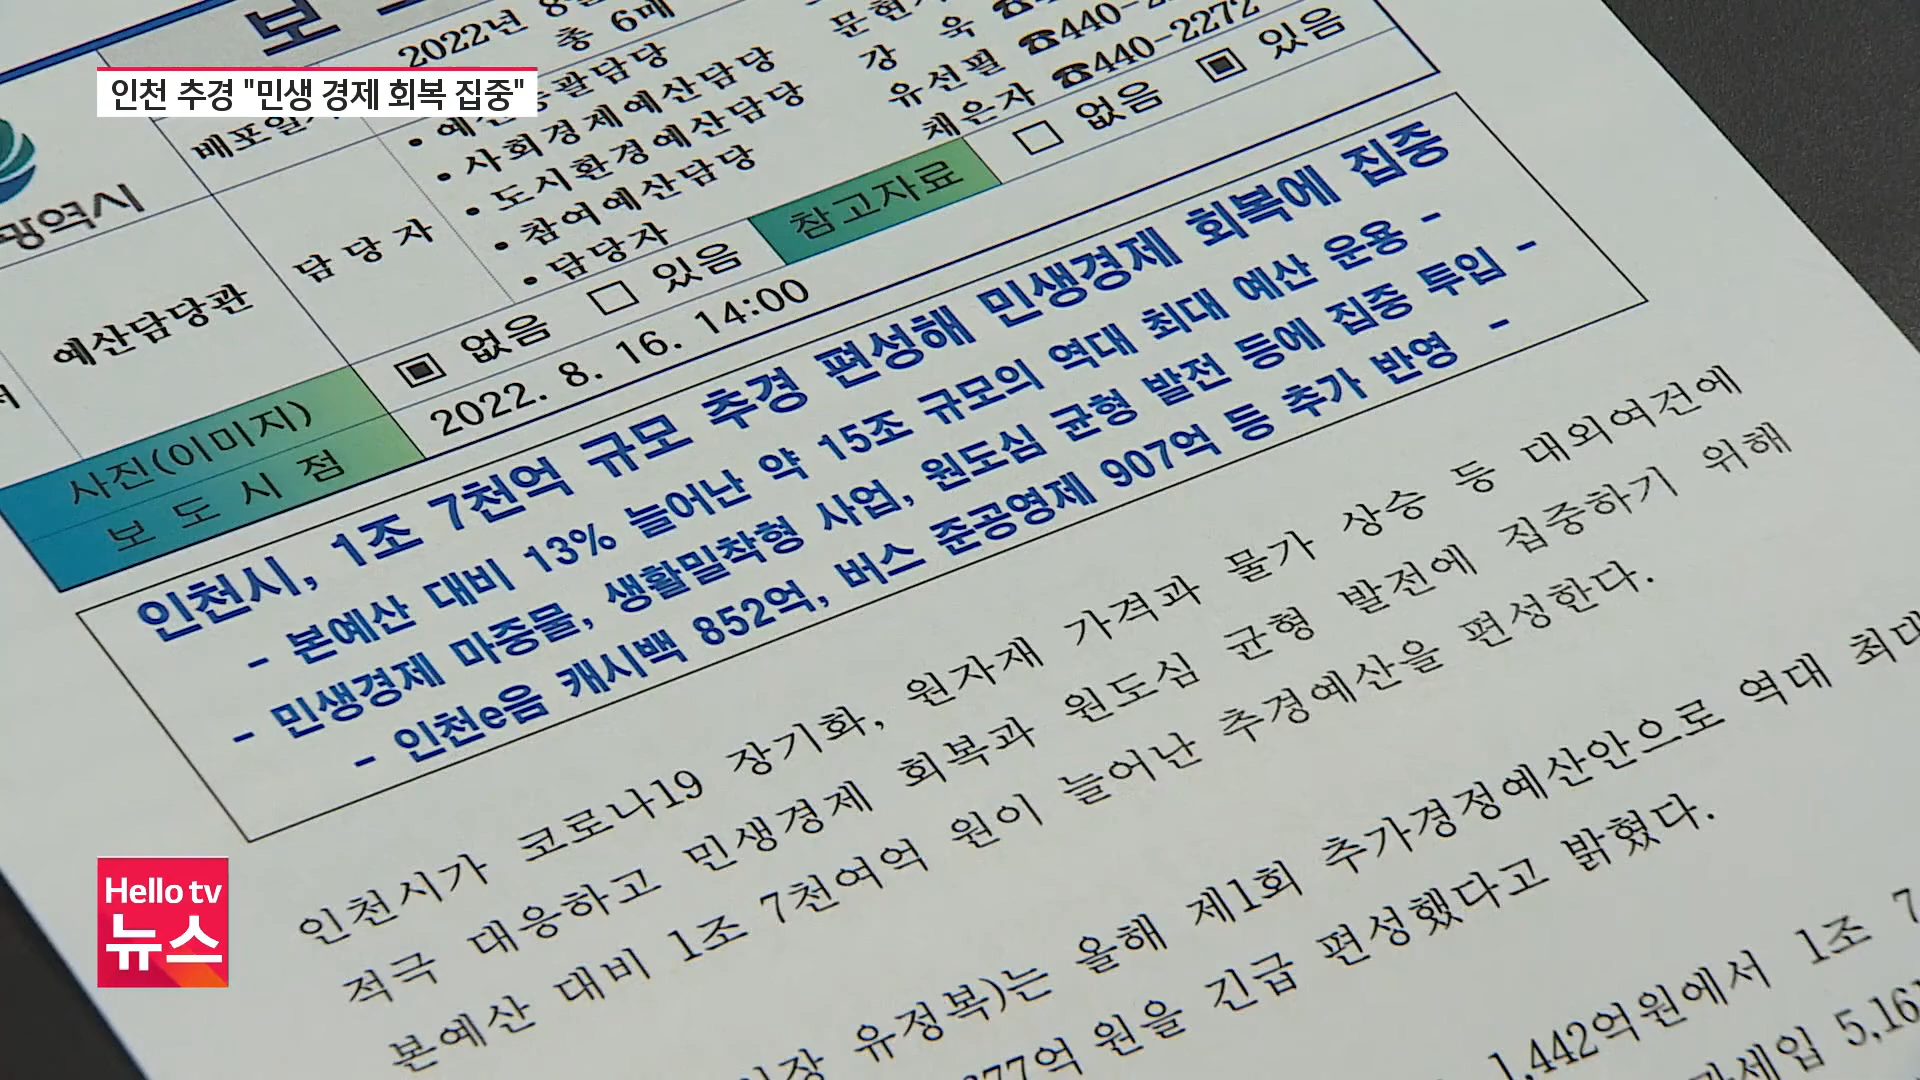 인천 추경 "민생 경제 회복 집중"
2022년
총 6매
배포일
담당자
예산담당관
• 사회경제예산담당
• 도시환경예산담당
• 참여예산담당
• 담당자
강 욱
유선필 ☎440-
채은자 ☎440-2272
사진(이미지)
▣ 없음 □ 있음
참고자료
□ 없음 ▣ 있음
보 도 시 점
2022. 8. 16. 14:00
인천시, 1조 7천억 규모 추경 편성해 민생경제 회복에 집중
- 본예산 대비 13% 늘어난 약 15조 규모의 역대 최대 예산 운용 -
- 민생경제 마중물, 생활밀착형 사업, 원도심 균형 발전 등에 집중 투입 -
- 인천e음 캐시백 852억, 버스 준공영제 907억 등 추가 반영 -
인천시가 코로나19 장기화, 원자재 가격과 물가 상승 등 대외여건에
적극 대응하고 민생경제 회복과 원도심 균형 발전에 집중하기 위해
본예산 대비 1조 7천여억 원이 늘어난 추경예산을 편성한다.
유정복)는 올해 제1회 추가경정예산안으로 역대 최대
원을 긴급 편성했다고 밝혔다.
1,442억원에서 1조
Hello tv
뉴스